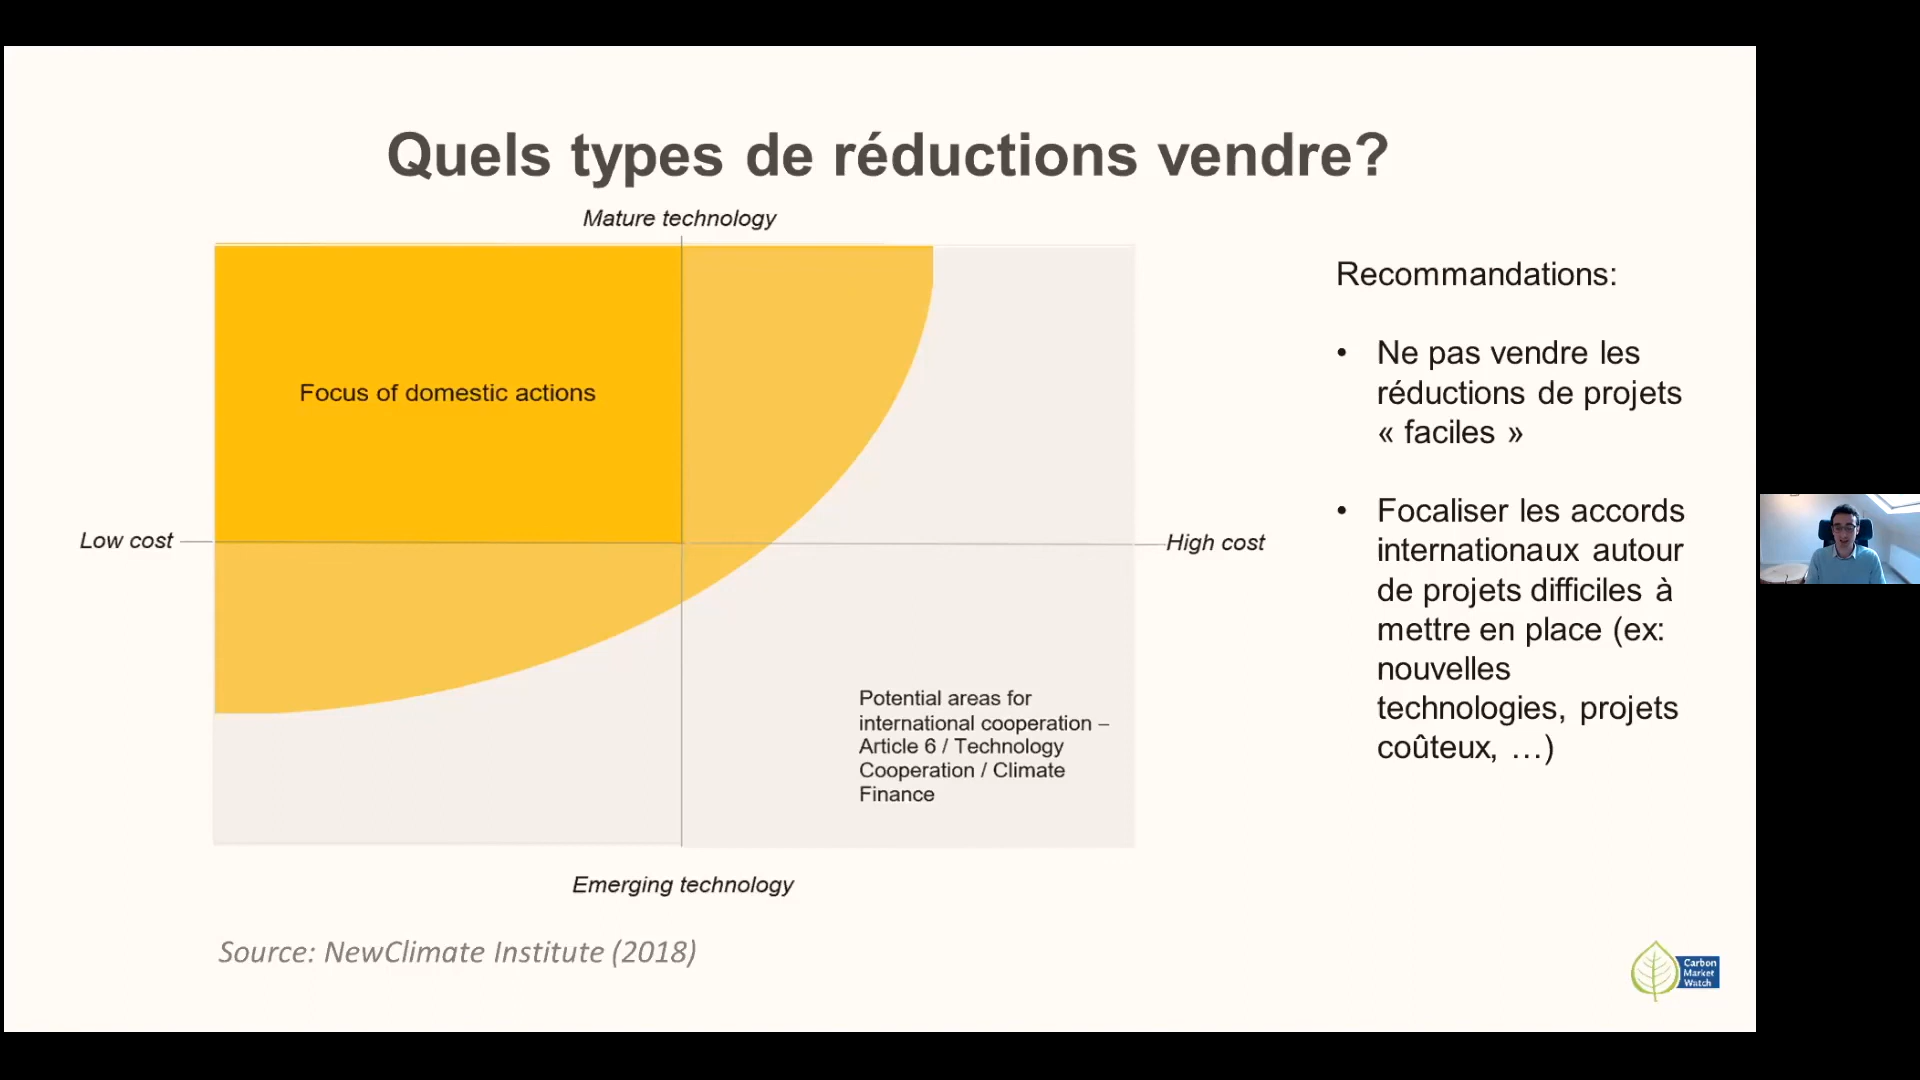 Quels types de réductions vendre?
Mature technology
Focus of domestic actions
Low cost
High cost
Potential areas for
international cooperation –
Article 6 / Technology
Cooperation / Climate
Finance
Emerging technology
Source: NewClimate Institute (2018)
Recommandations:
• Ne pas vendre les
réductions de projets
« faciles »
• Focaliser les accords
internationaux autour
de projets difficiles à
mettre en place (ex:
nouvelles
technologies, projets
coûteux, …)
Carbon
Market
Watch